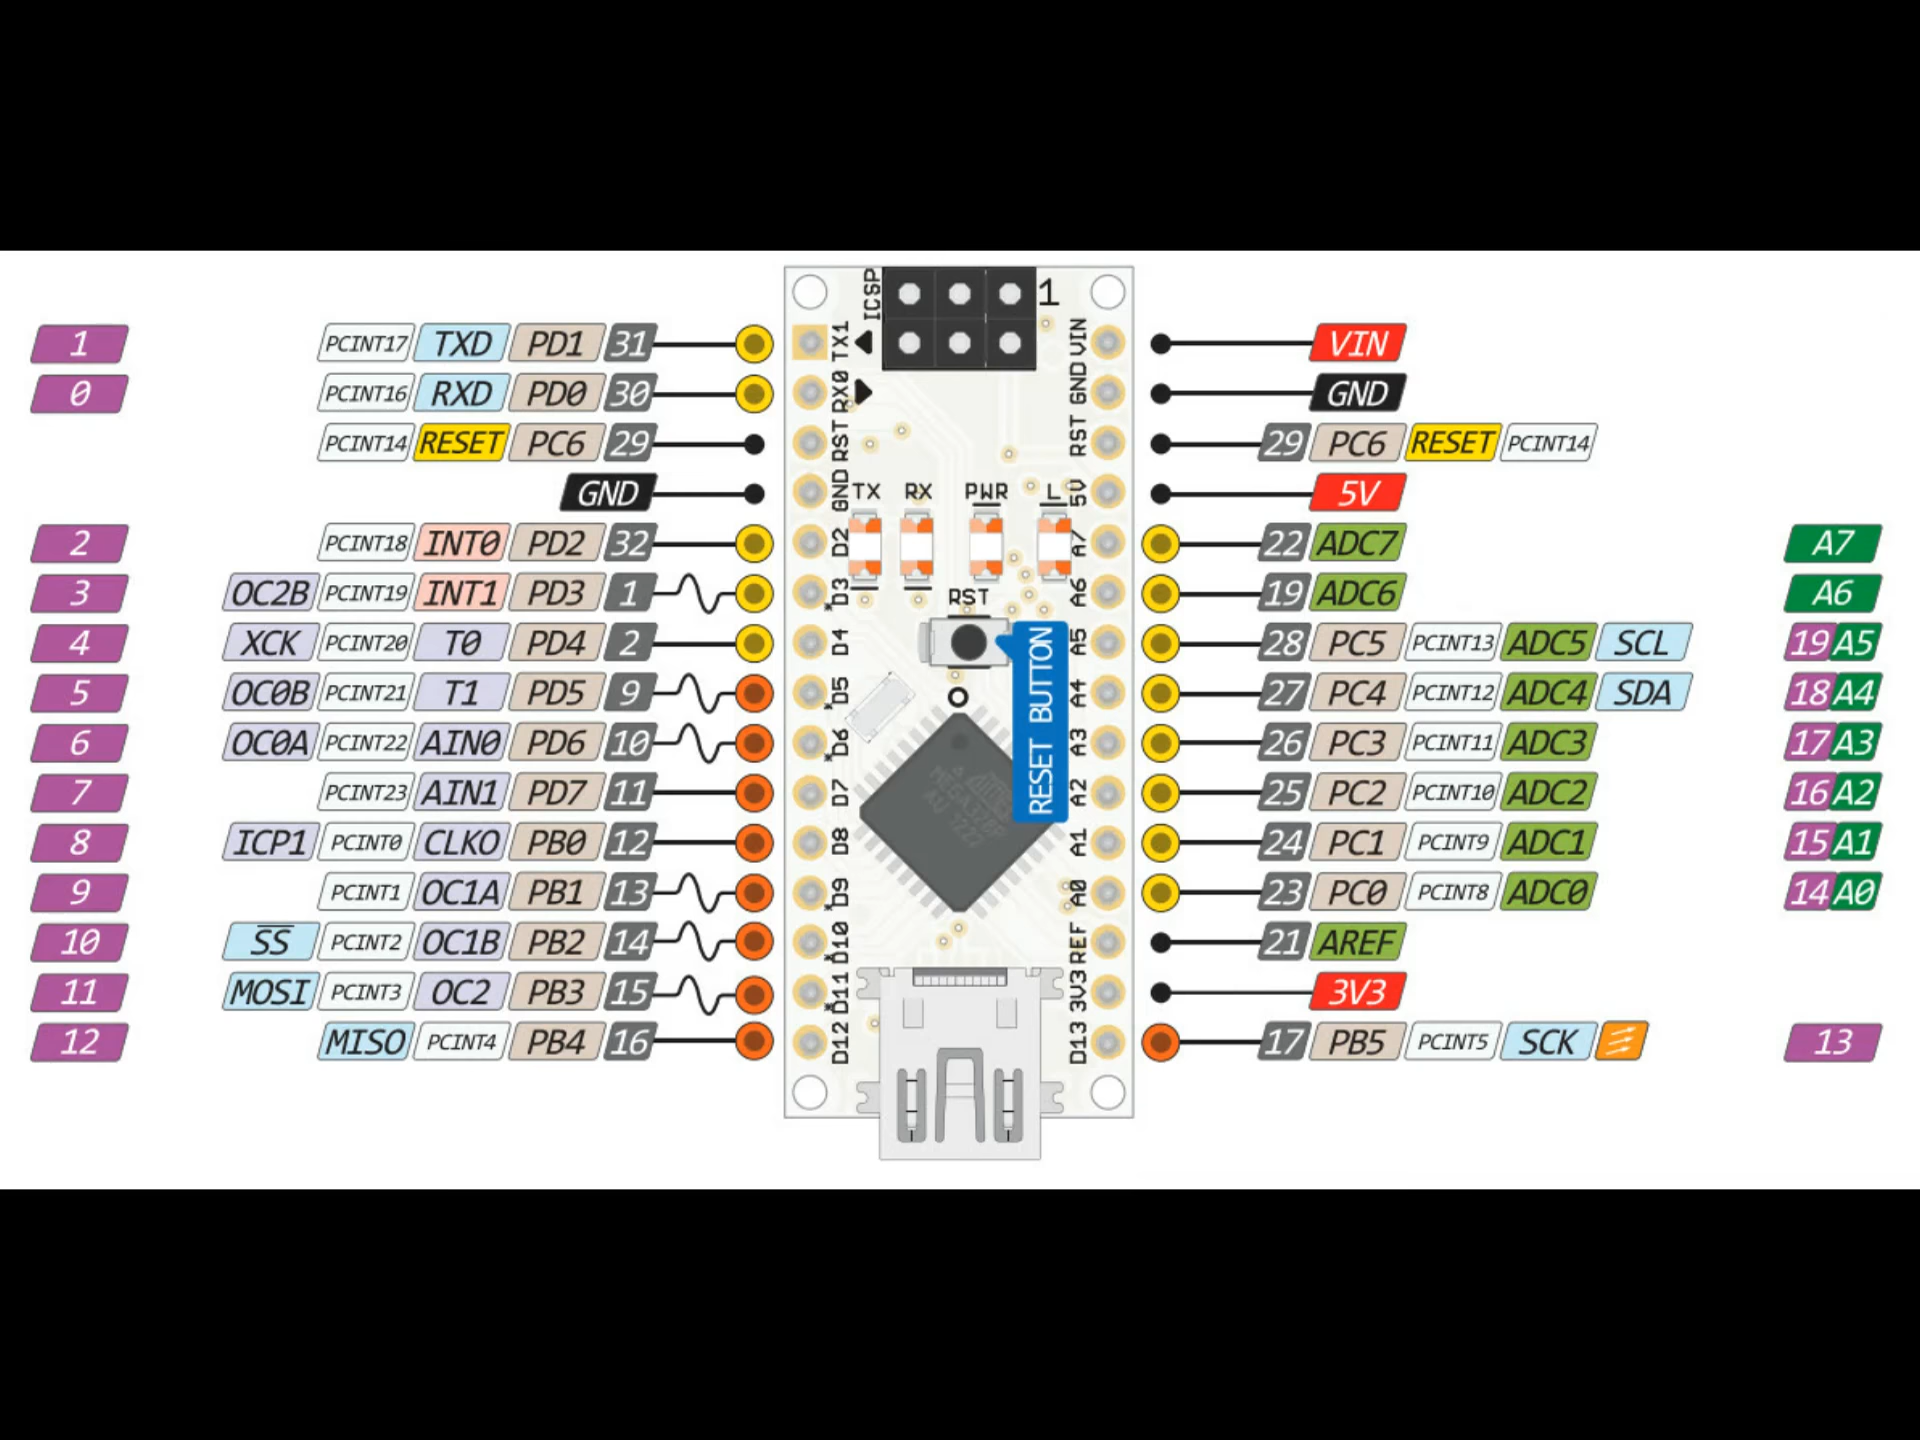 ICSP 1
1 PCINT17 TXD PD1 31 TX1 VIN VIN
0 PCINT16 RXD PD0 30 RX0 GND GND
PCINT14 RESET PC6 29 RST RST 29 PC6 RESET PCINT14
GND GND TX RX PWR L 5V 5V
2 PCINT18 INT0 PD2 32 D2 A7 22 ADC7 A7
3 OC2B PCINT19 INT1 PD3 1 D3 RST A6 19 ADC6 A6
4 XCK PCINT20 T0 PD4 2 D4 A5 28 PC5 PCINT13 ADC5 SCL 19 A5
5 OC0B PCINT21 T1 PD5 9 D5 A4 27 PC4 PCINT12 ADC4 SDA 18 A4
RESET BUTTON
6 OC0A PCINT22 AIN0 PD6 10 D6 A3 26 PC3 PCINT11 ADC3 17 A3
7 PCINT23 AIN1 PD7 11 D7 A2 25 PC2 PCINT10 ADC2 16 A2
8 ICP1 PCINT0 CLKO PB0 12 D8 A1 24 PC1 PCINT9 ADC1 15 A1
9 PCINT1 OC1A PB1 13 D9 A0 23 PC0 PCINT8 ADC0 14 A0
10 SS PCINT2 OC1B PB2 14 D10 REF 21 AREF
11 MOSI PCINT3 OC2 PB3 15 D11 3V3 3V3
12 MISO PCINT4 PB4 16 D12 D13 17 PB5 PCINT5 SCK 13